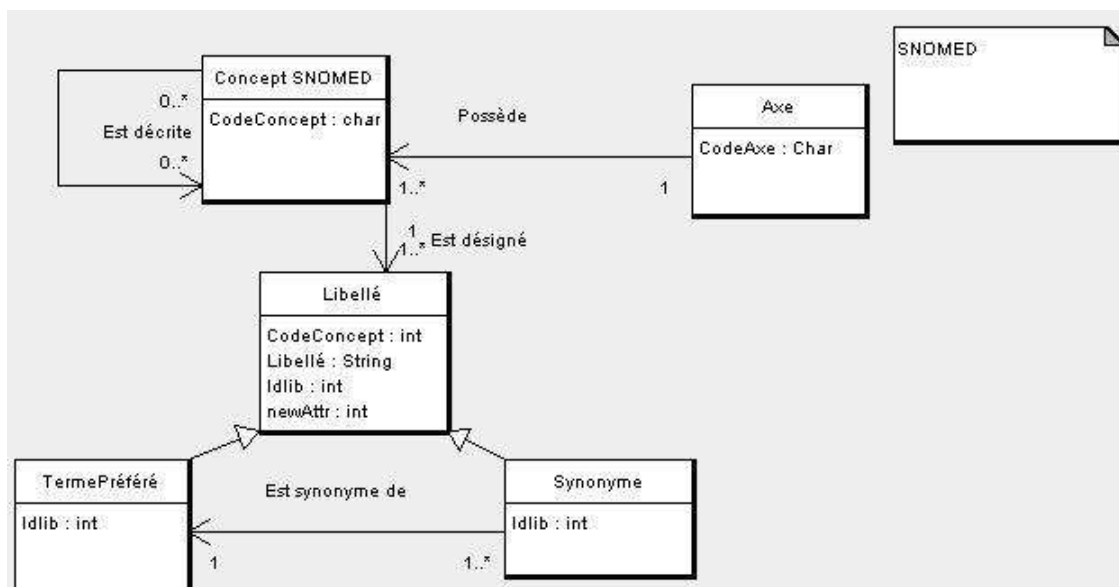 SNOMED
Concept SNOMED
CodeConcept : char
0..*
Est décrite
0..*
Possède
1..*
1
Axe
CodeAxe : Char
1
1..*
Est désigné
Libellé
CodeConcept : int
Libellé : String
Idlib : int
newAttr : int
TermePréféré
Idlib : int
Est synonyme de
1
1..*
Synonyme
Idlib : int